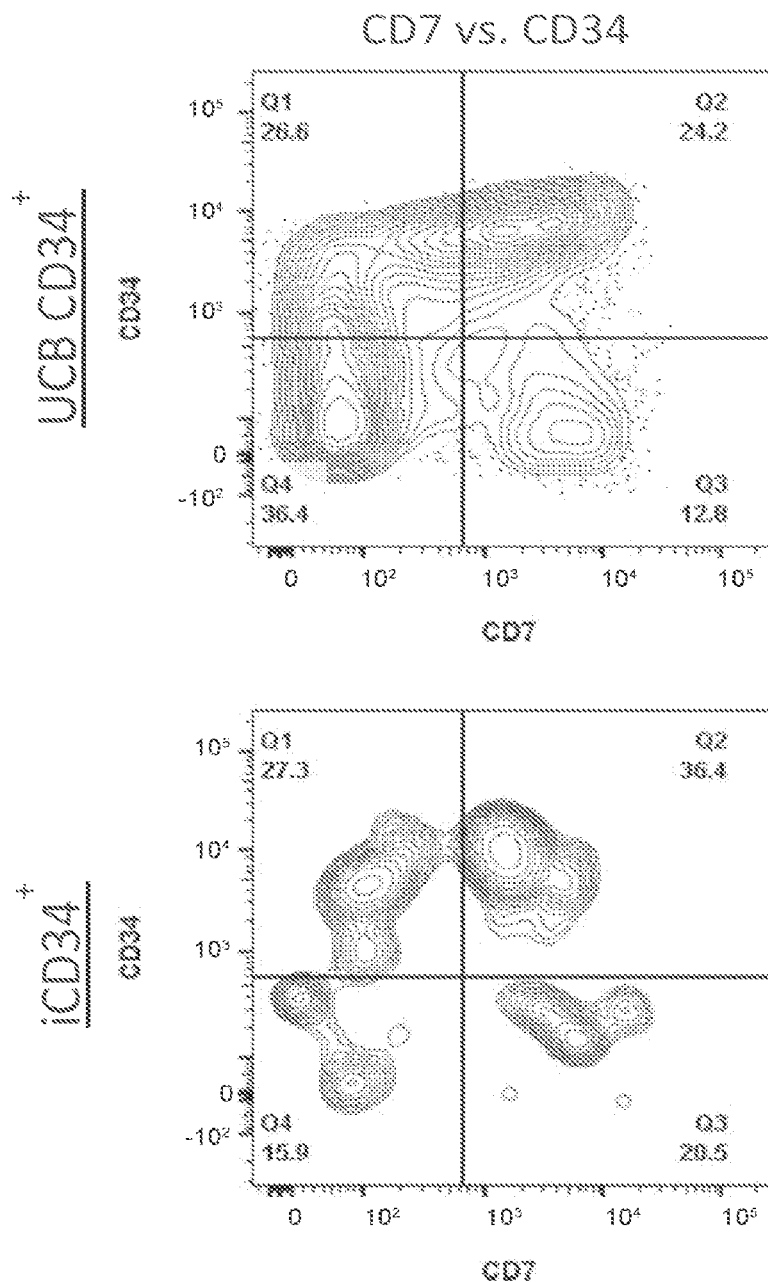 CD7 vs. CD34
UCB CD34+
CD34
10⁵
10⁴
10³
0
-10²
Q1
26.6
Q2
24.2
Q4
36.4
Q3
12.8
0 10² 10³ 10⁴ 10⁵
CD7
iCD34+
CD34
10⁵
10⁴
10³
0
-10²
Q1
27.3
Q2
36.4
Q4
15.9
Q3
20.5
0 10² 10³ 10⁴ 10⁵
CD7